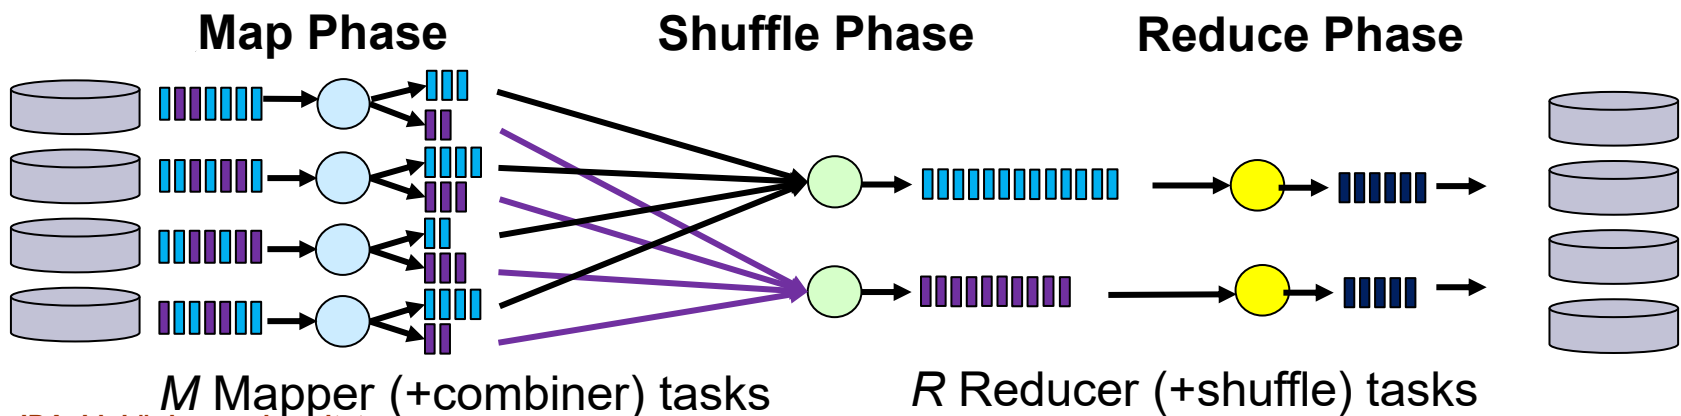 Map Phase
Shuffle Phase
Reduce Phase
M Mapper (+combiner) tasks
R Reducer (+shuffle) tasks